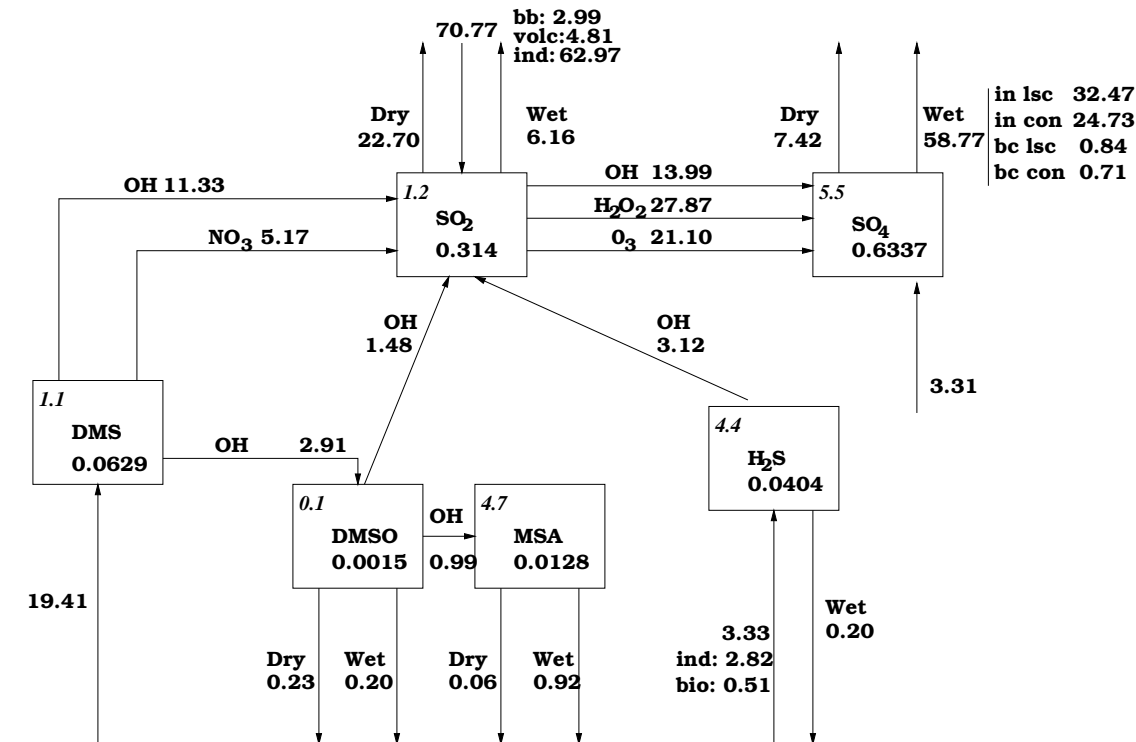 70.77
bb: 2.99
volc:4.81
ind: 62.97
Dry
22.70
Wet
6.16
Dry
7.42
Wet
58.77
in lsc 32.47
in con 24.73
bc lsc 0.84
bc con 0.71
OH 11.33
NO3 5.17
1.2
SO2
0.314
OH 13.99
H2O2 27.87
03 21.10
5.5
SO4
0.6337
OH
1.48
OH
3.12
3.31
1.1
DMS
0.0629
OH 2.91
4.4
H2S
0.0404
0.1
DMSO
0.0015
OH
0.99
4.7
MSA
0.0128
19.41
Dry
0.23
Wet
0.20
Dry
0.06
Wet
0.92
3.33
ind: 2.82
bio: 0.51
Wet
0.20